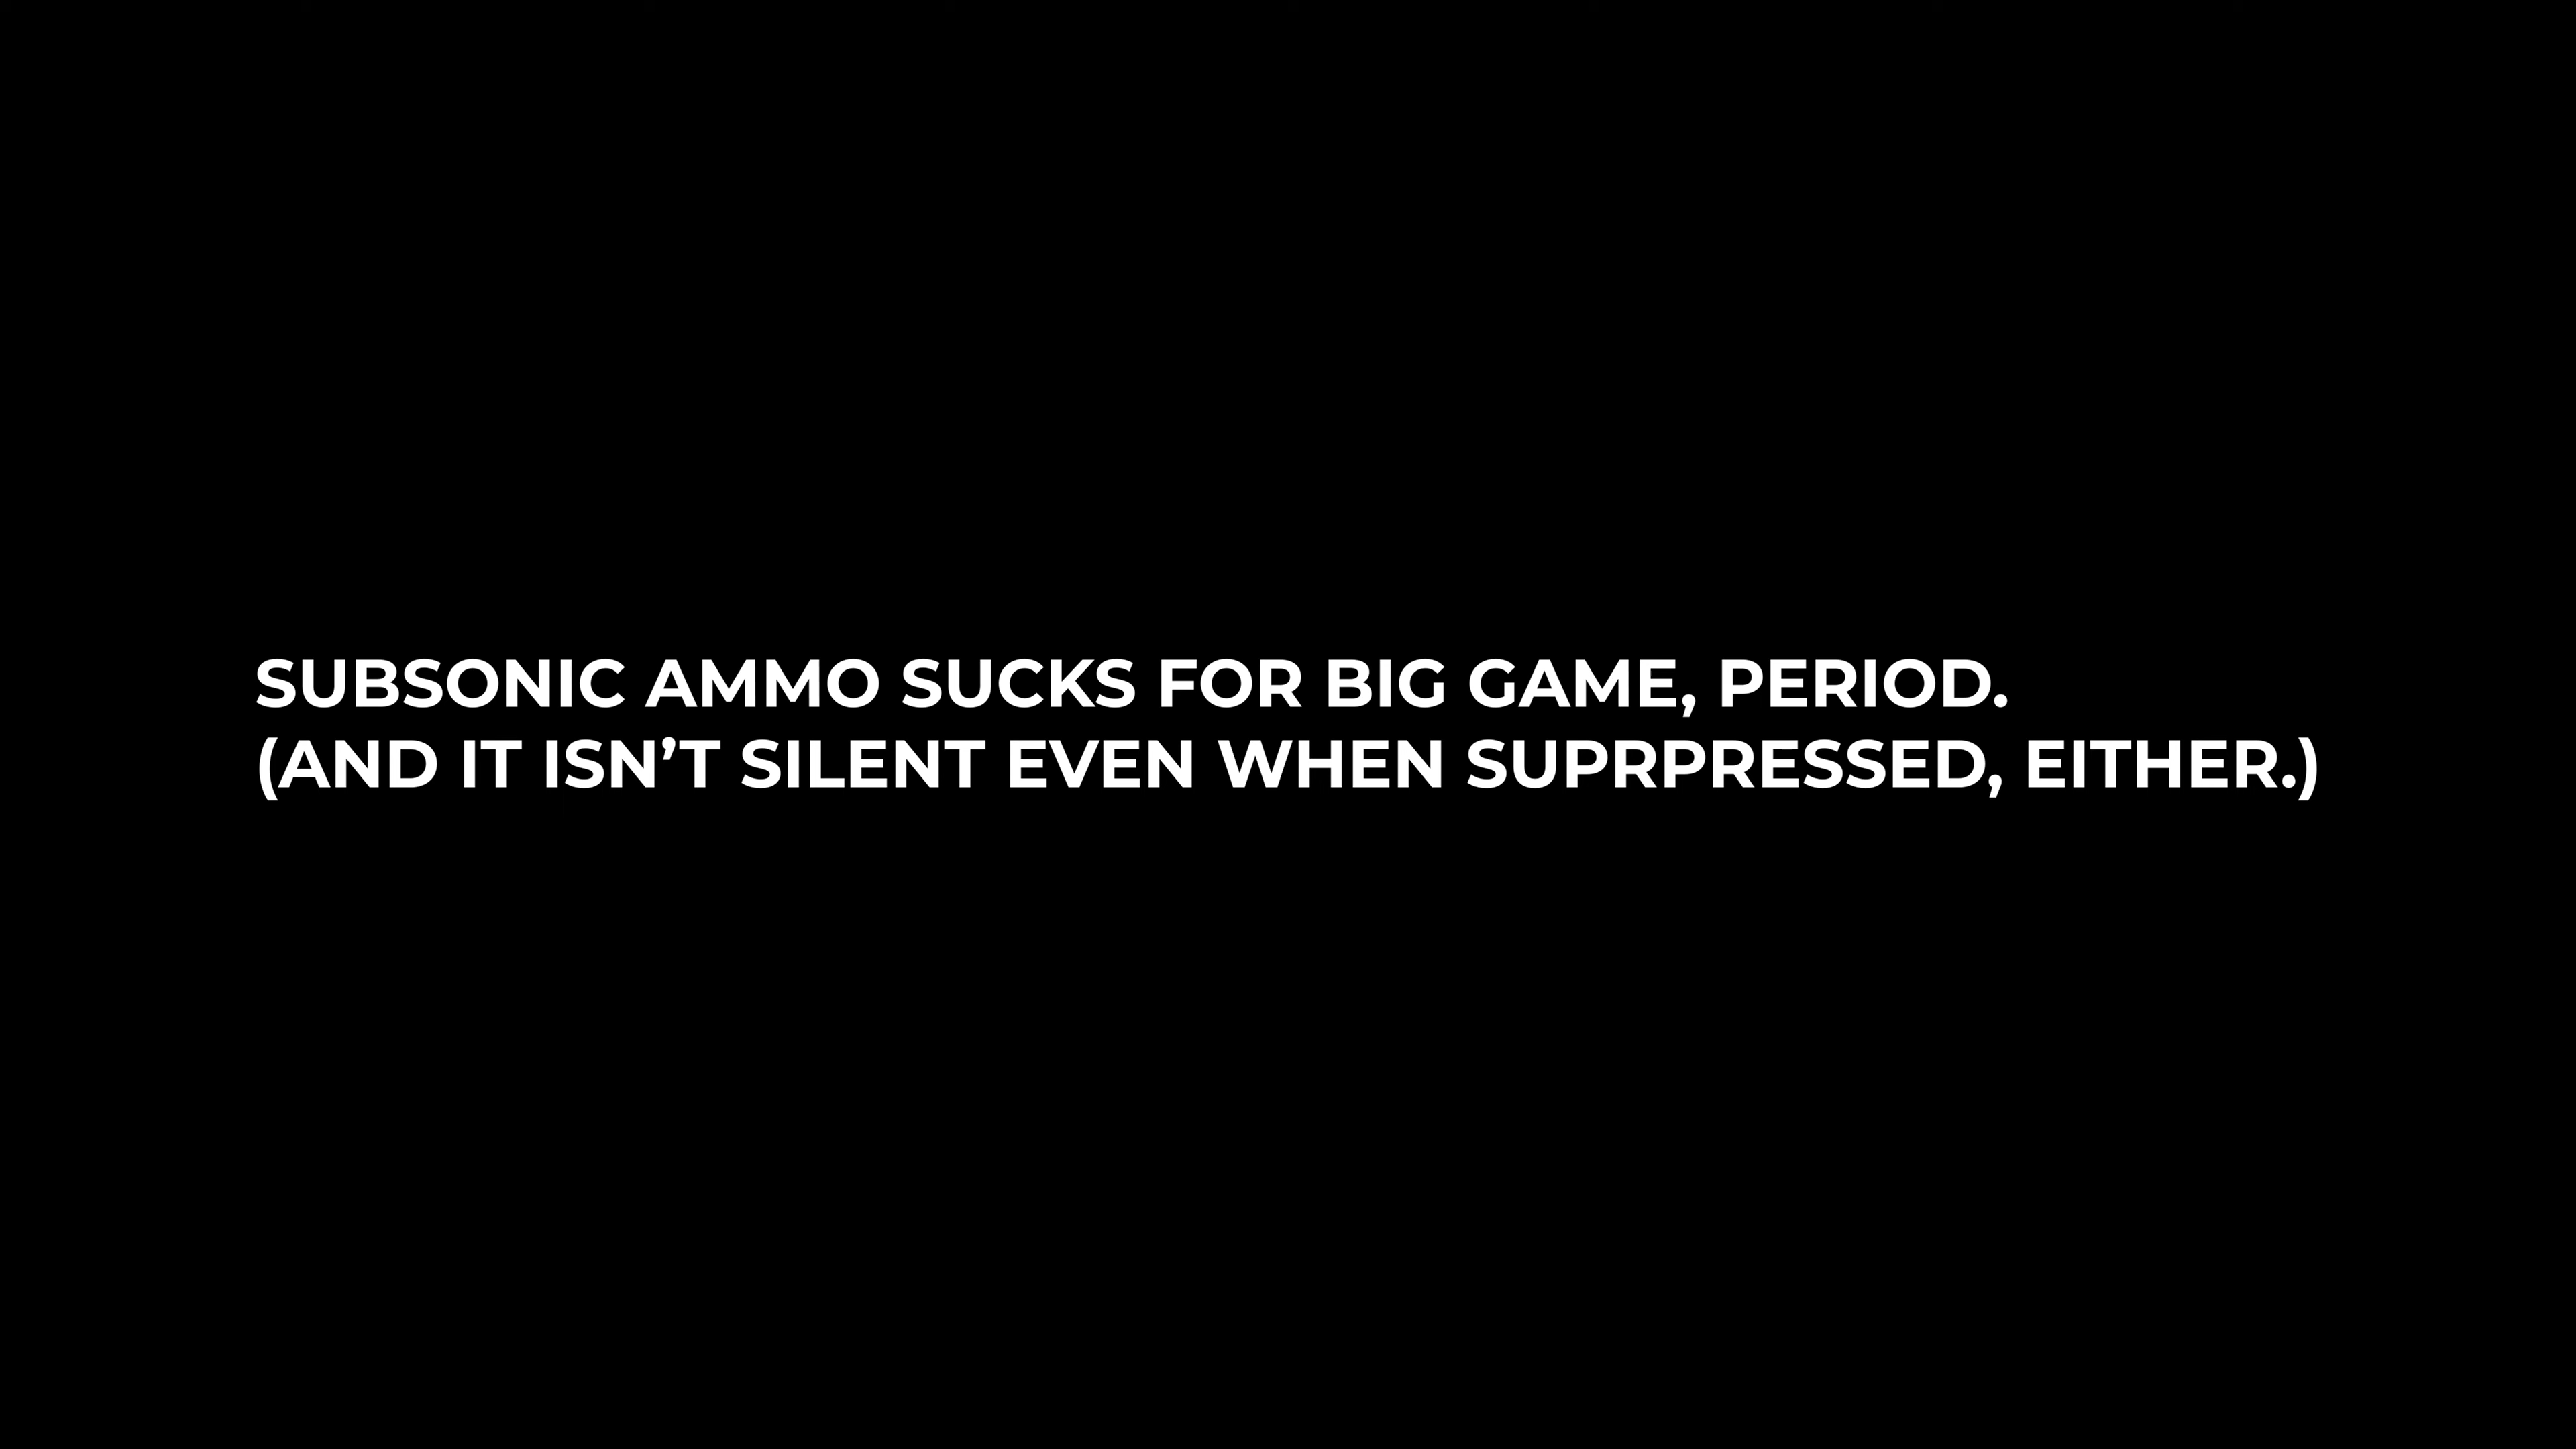 SUBSONIC AMMO SUCKS FOR BIG GAME, PERIOD.
(AND IT ISN’T SILENT EVEN WHEN SUPRPRESSED, EITHER.)